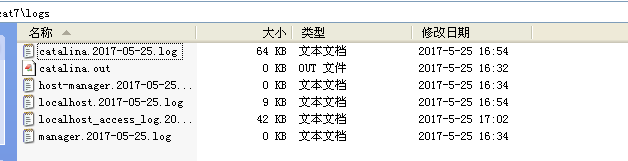 cat7\logs
名称 大小 类型 修改日期
catalina.2017-05-25.log 64 KB 文本文档 2017-5-25 16:54
catalina.out 0 KB OUT 文件 2017-5-25 16:32
host-manager.2017-05-25... 0 KB 文本文档 2017-5-25 16:34
localhost.2017-05-25.log 9 KB 文本文档 2017-5-25 16:54
localhost_access_log.20... 42 KB 文本文档 2017-5-25 17:02
manager.2017-05-25.log 0 KB 文本文档 2017-5-25 16:34